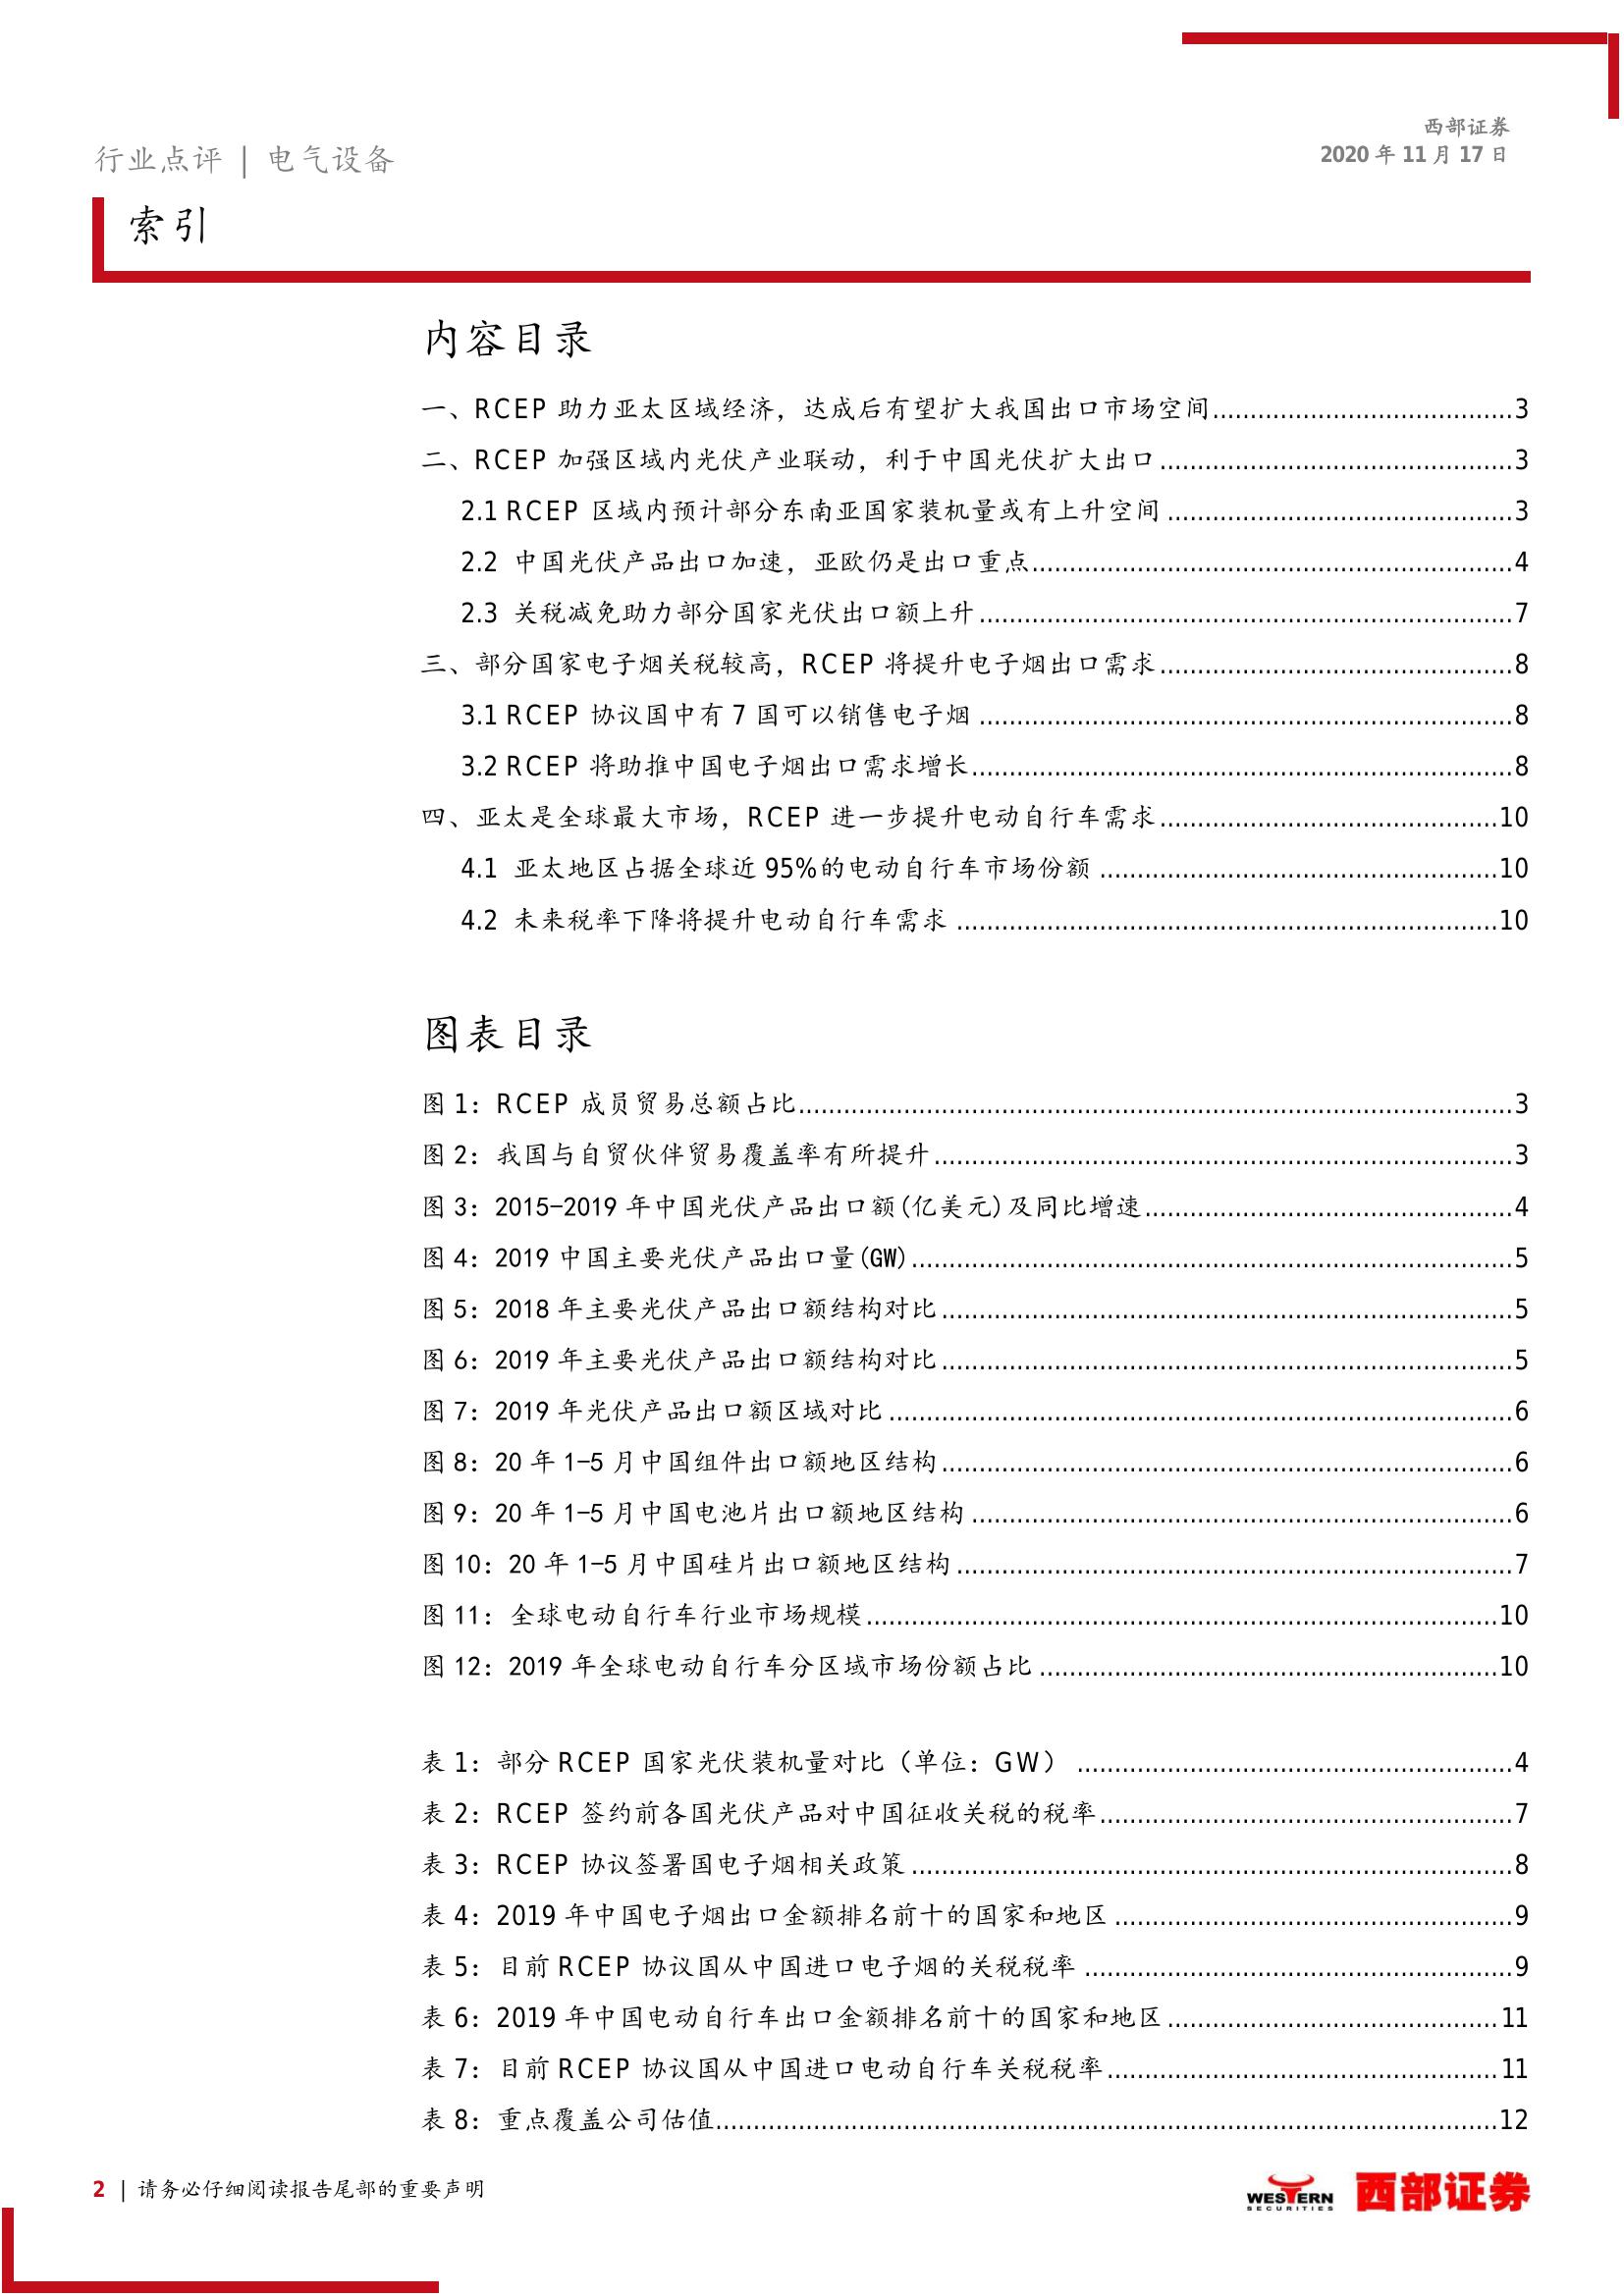 西部证券
行业点评 | 电气设备
2020 年 11 月 17 日
索引
内容目录
一、RCEP 助力亚太区域经济，达成后有望扩大我国出口市场空间........................................3
二、RCEP 加强区域内光伏产业联动，利于中国光伏扩大出口...............................................3
2.1 RCEP 区域内预计部分东南亚国家装机量或有上升空间..............................................3
2.2 中国光伏产品出口加速，亚欧仍是出口重点................................................................4
2.3 关税减免助力部分国家光伏出口额上升.......................................................................7
三、部分国家电子烟关税较高，RCEP 将提升电子烟出口需求...............................................8
3.1 RCEP 协议国中有 7 国可以销售电子烟.......................................................................8
3.2 RCEP 将助推中国电子烟出口需求增长........................................................................8
四、亚太是全球最大市场，RCEP 进一步提升电动自行车需求.............................................10
4.1 亚太地区占据全球近 95%的电动自行车市场份额.....................................................10
4.2 未来税率下降将提升电动自行车需求........................................................................10
图表目录
图 1：RCEP 成员贸易总额占比...............................................................................................3
图 2：我国与自贸伙伴贸易覆盖率有所提升.............................................................................3
图 3：2015-2019 年中国光伏产品出口额(亿美元)及同比增速.................................................4
图 4：2019 中国主要光伏产品出口量(GW)................................................................................5
图 5：2018 年主要光伏产品出口额结构对比............................................................................5
图 6：2019 年主要光伏产品出口额结构对比............................................................................5
图 7：2019 年光伏产品出口额区域对比...................................................................................6
图 8：20 年 1-5 月中国组件出口额地区结构............................................................................6
图 9：20 年 1-5 月中国电池片出口额地区结构........................................................................6
图 10：20 年 1-5 月中国硅片出口额地区结构..........................................................................7
图 11：全球电动自行车行业市场规模....................................................................................10
图 12：2019 年全球电动自行车分区域市场份额占比.............................................................10
表 1：部分 RCEP 国家光伏装机量对比（单位：GW）..........................................................4
表 2：RCEP 签约前各国光伏产品对中国征收关税的税率.......................................................7
表 3：RCEP 协议签署国电子烟相关政策................................................................................8
表 4：2019 年中国电子烟出口金额排名前十的国家和地区.....................................................9
表 5：目前 RCEP 协议国从中国进口电子烟的关税税率.........................................................9
表 6：2019 年中国电动自行车出口金额排名前十的国家和地区............................................11
表 7：目前 RCEP 协议国从中国进口电动自行车关税税率....................................................11
表 8：重点覆盖公司估值........................................................................................................12
2 | 请务必仔细阅读报告尾部的重要声明
WESTERN
SECURITIES
西部证券